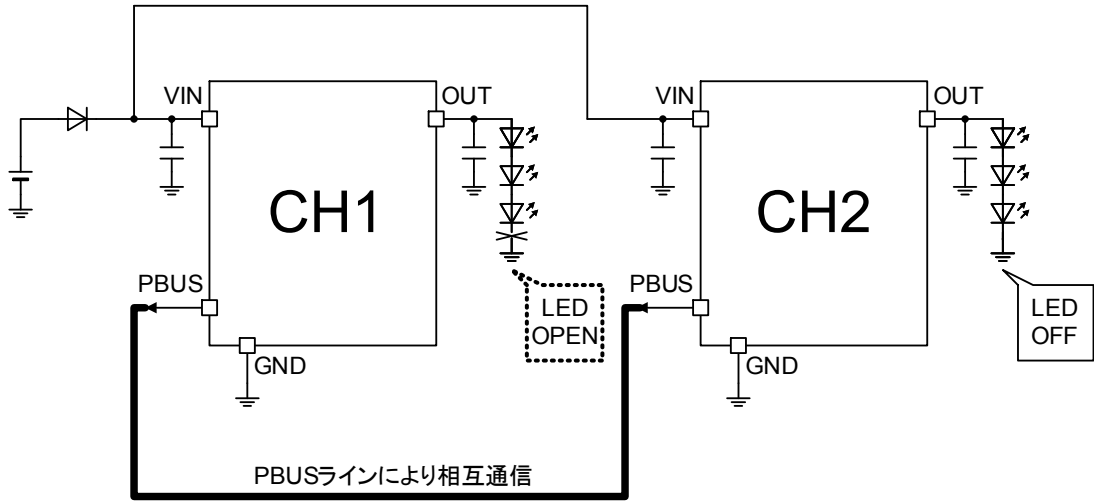 VIN
OUT
CH1
PBUS
GND
LED
OPEN
VIN
OUT
CH2
PBUS
GND
LED
OFF
PBUSラインにより相互通信